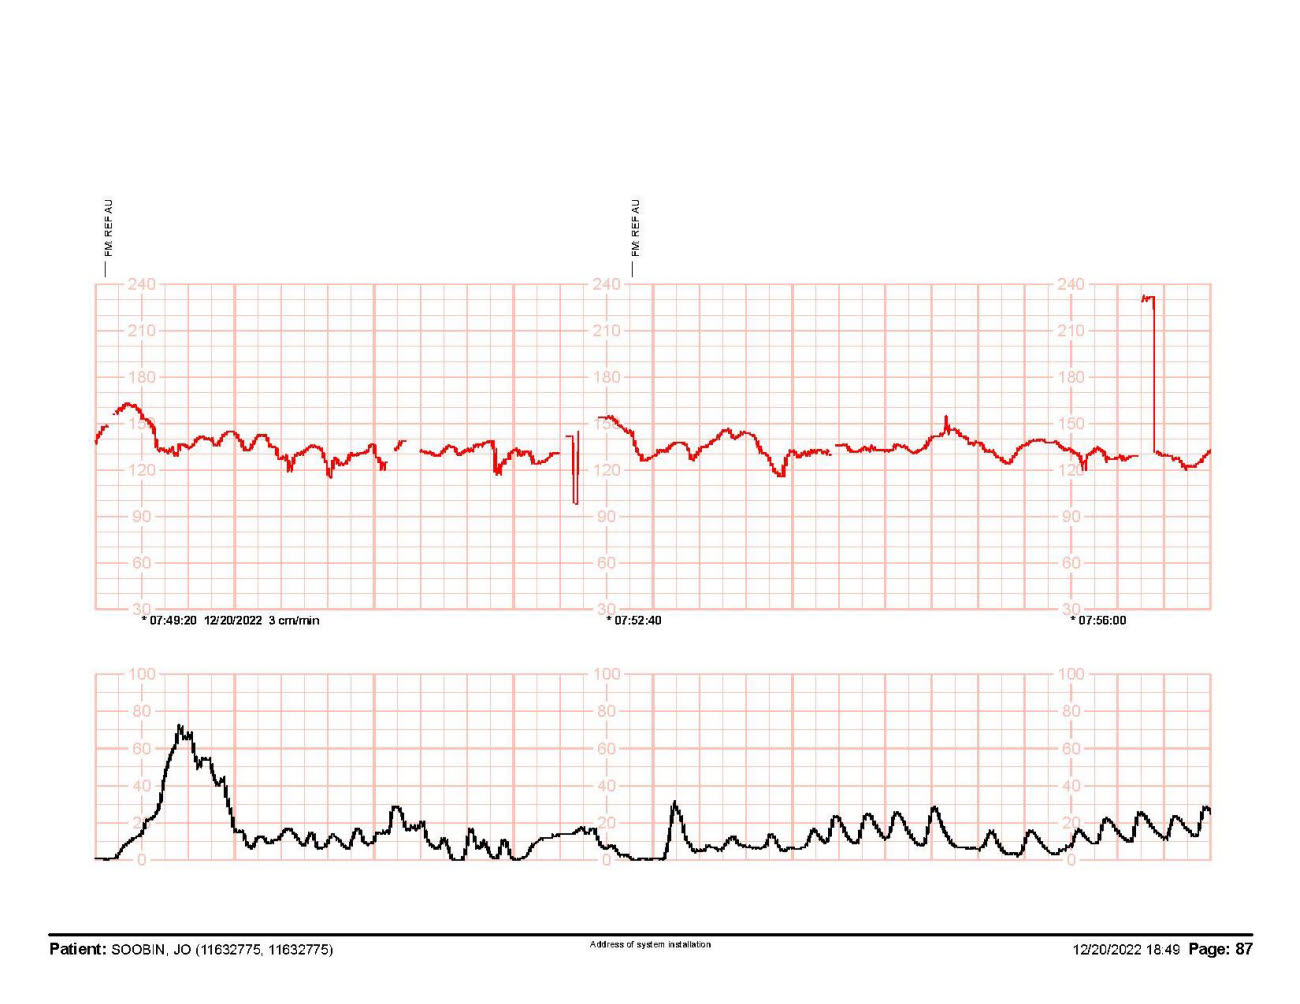 FM: REF AU
FM: REF AU
240 240 240
210 210 210
180 180 180
150 150 150
120 120 120
90 90 90
60 60 60
30 30 30
* 07:49:20 12/20/2022 3 cm/min
* 07:52:40
* 07:56:00
100 100 100
80 80 80
60 60 60
40 40 40
20 20 20
0 0 0
Patient: SOOBIN, JO (11632775, 11632775)
Address of system installation
12/20/2022 18:49 Page: 87